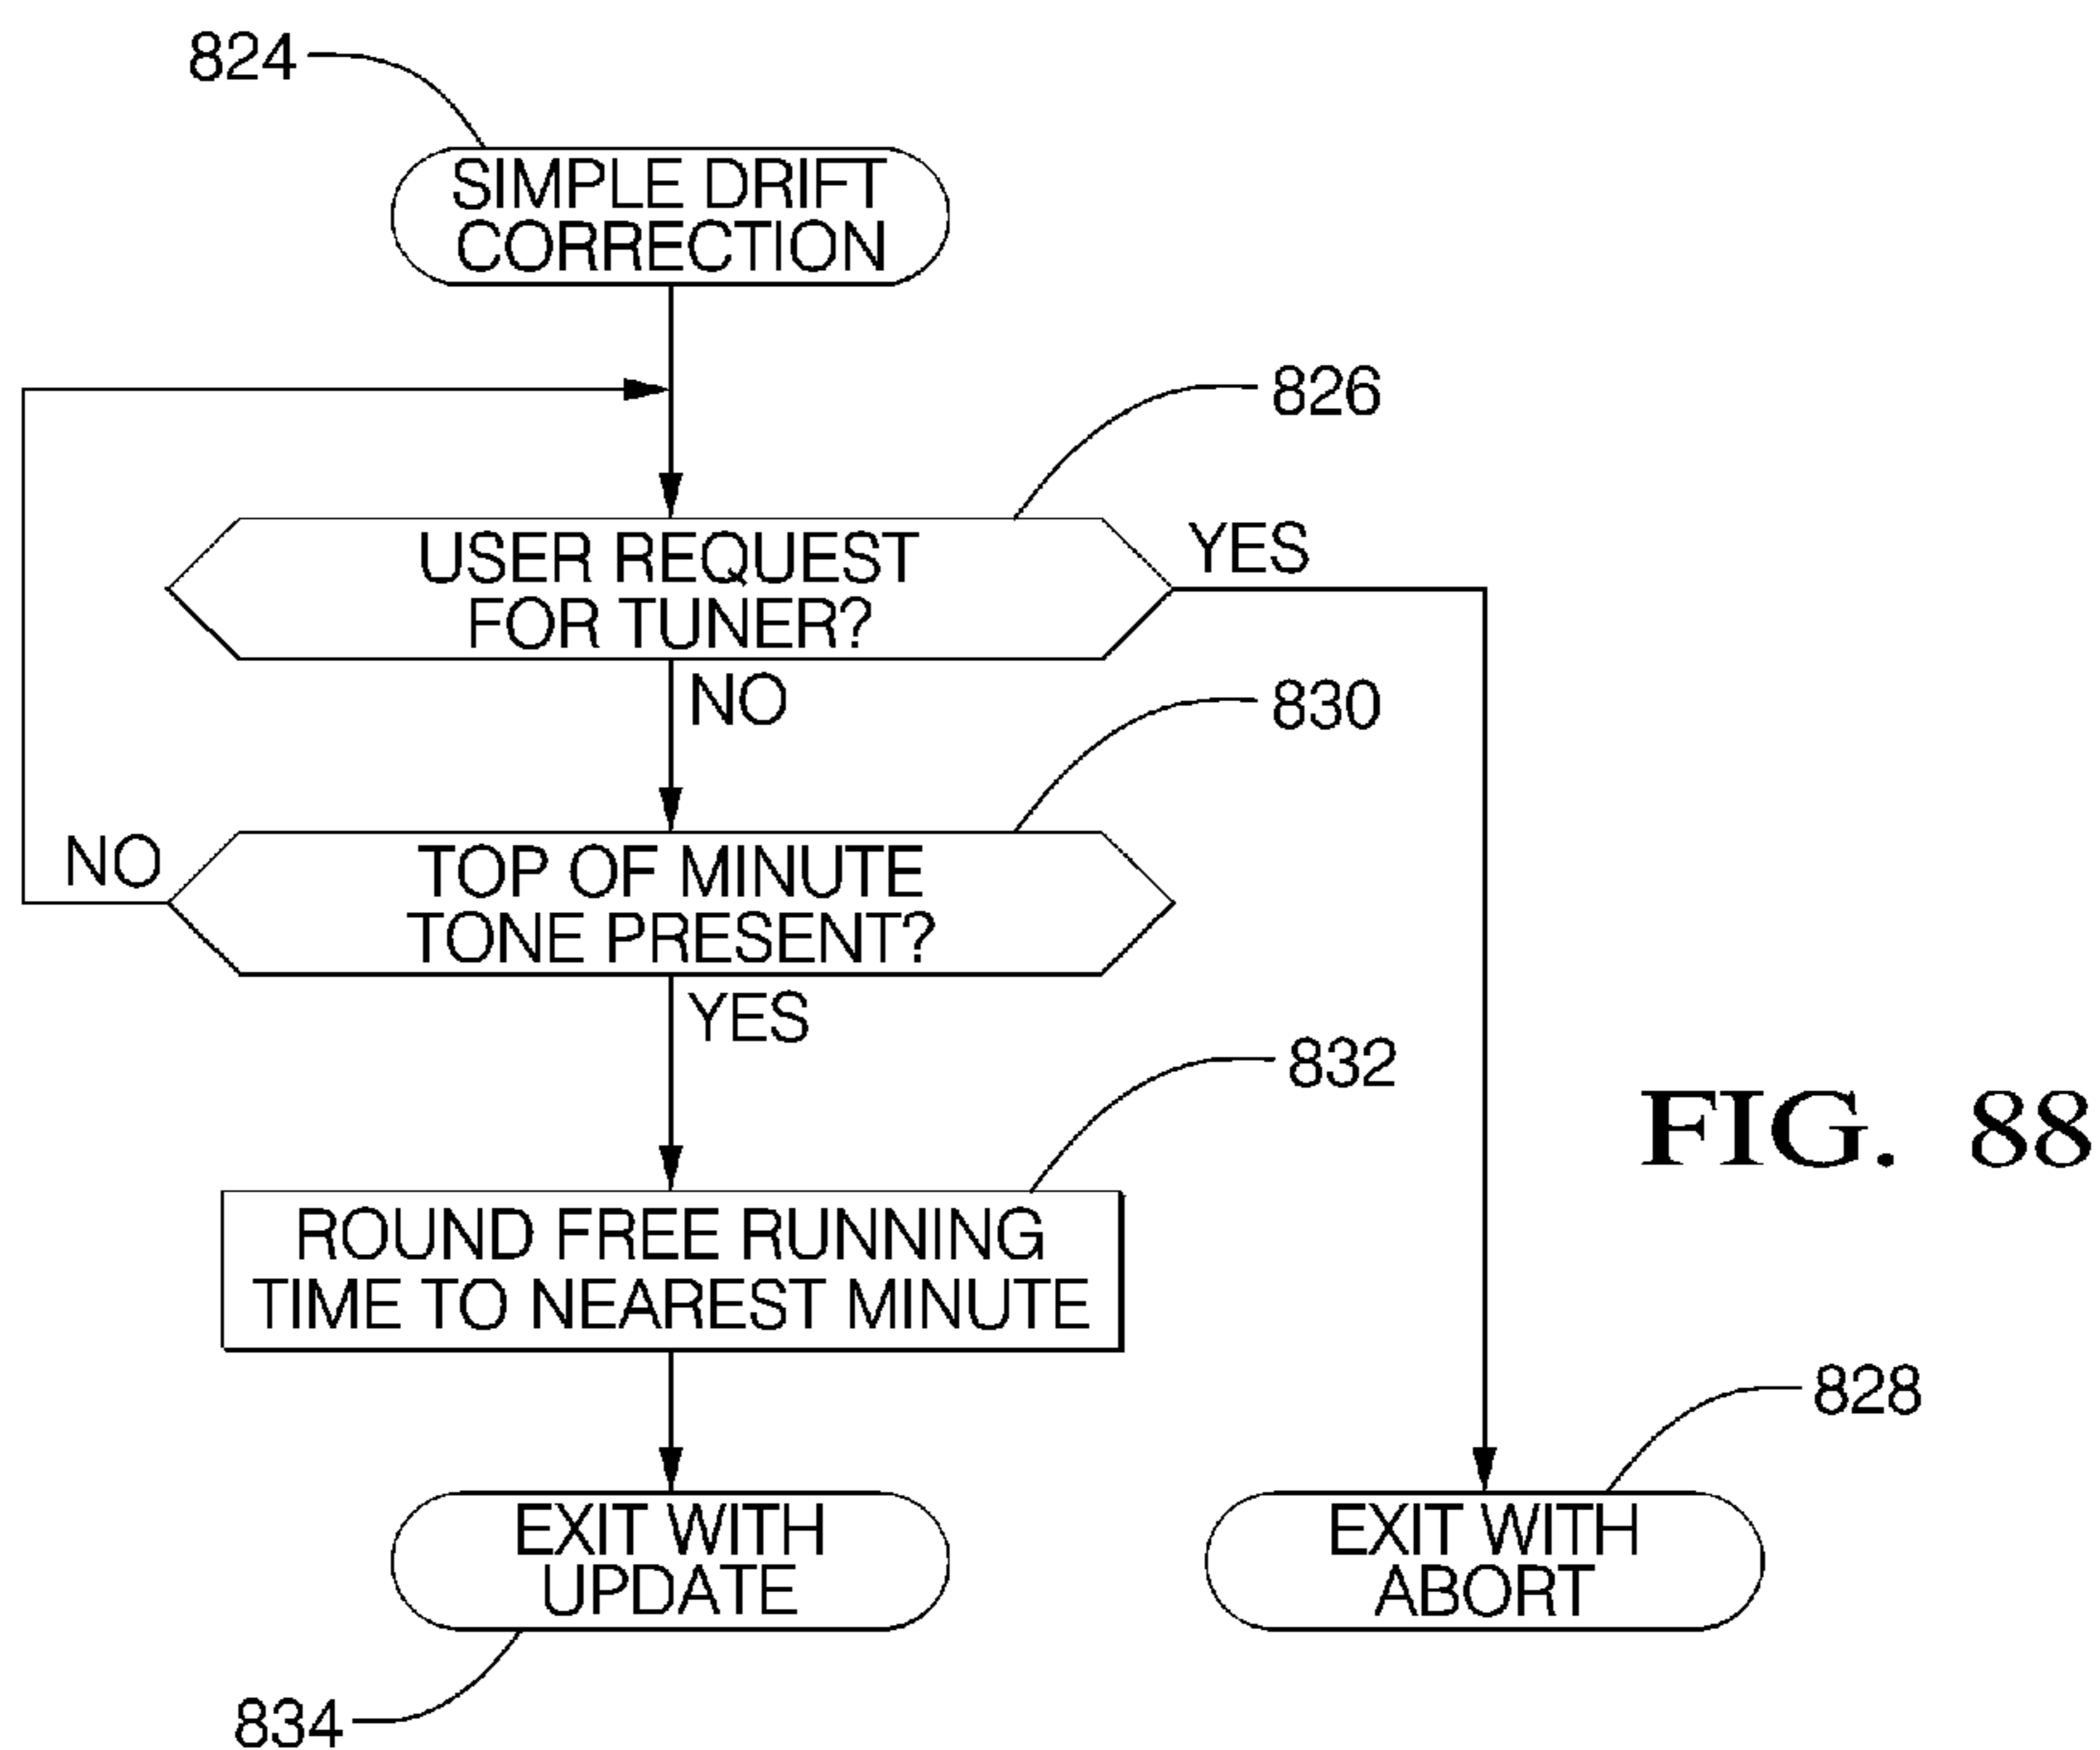 824
SIMPLE DRIFT
CORRECTION
826
USER REQUEST
FOR TUNER?
YES
NO
830
TOP OF MINUTE
TONE PRESENT?
NO
YES
832
ROUND FREE RUNNING
TIME TO NEAREST MINUTE
FIG. 88
828
EXIT WITH
UPDATE
EXIT WITH
ABORT
834